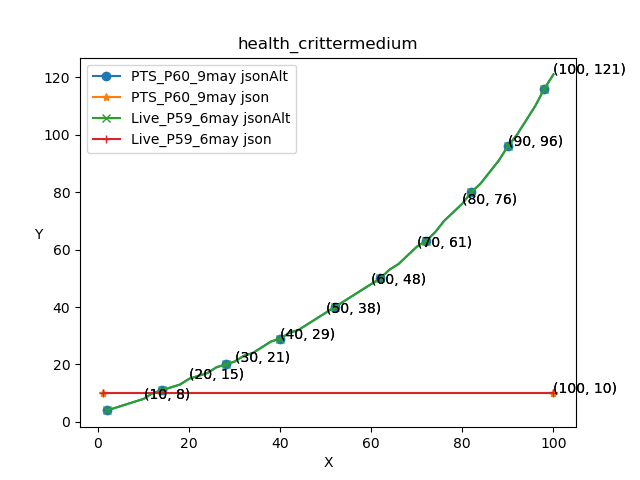 health_crittermedium
PTS_P60_9may jsonAlt
PTS_P60_9may json
Live_P59_6may jsonAlt
Live_P59_6may json
(100, 121)
(90, 96)
(80, 76)
(70, 61)
(60, 48)
(50, 38)
(40, 29)
(30, 21)
(20, 15)
(10, 8)
(100, 10)
Y
120
100
80
60
40
20
0
0 20 40 60 80 100
X